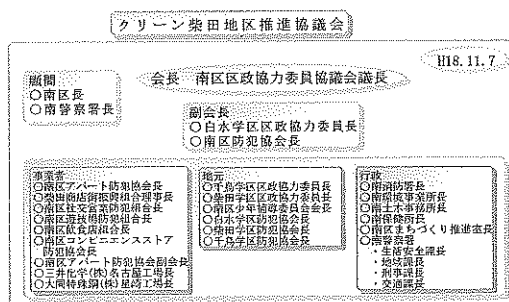 クリーン柴田地区推進協議会
H18.11.7
会長 南区区政協力委員協議会議長
顧問
○南区長
○南警察署長
副会長
○白水学区区政協力委員長
○南区防犯協会長
事業者
○南区アパート防犯協会長
○柴田商店街振興組合理事長
○南区社交営業防犯組合長
○南区遊技場防犯組合長
○南区飲食店組合長
○南区コンビニエンスストア
防犯協会長
○南区アパート防犯協会副会長
○三井化学(株)名古屋工場長
○大同特殊鋼(株)星崎工場長
地元
○千鳥学区区政協力委員長
○柴田学区区政協力委員長
○南区少年補導委員会会長
○白水学区防犯協会長
○柴田学区防犯協会長
○千鳥学区防犯協会長
行政
○南消防署長
○南環境事業所長
○南土木事務所長
○南保健所長
○南区まちづくり推進室長
○南警察署
・生活安全課長
・地域課長
・刑事課長
・交通課長